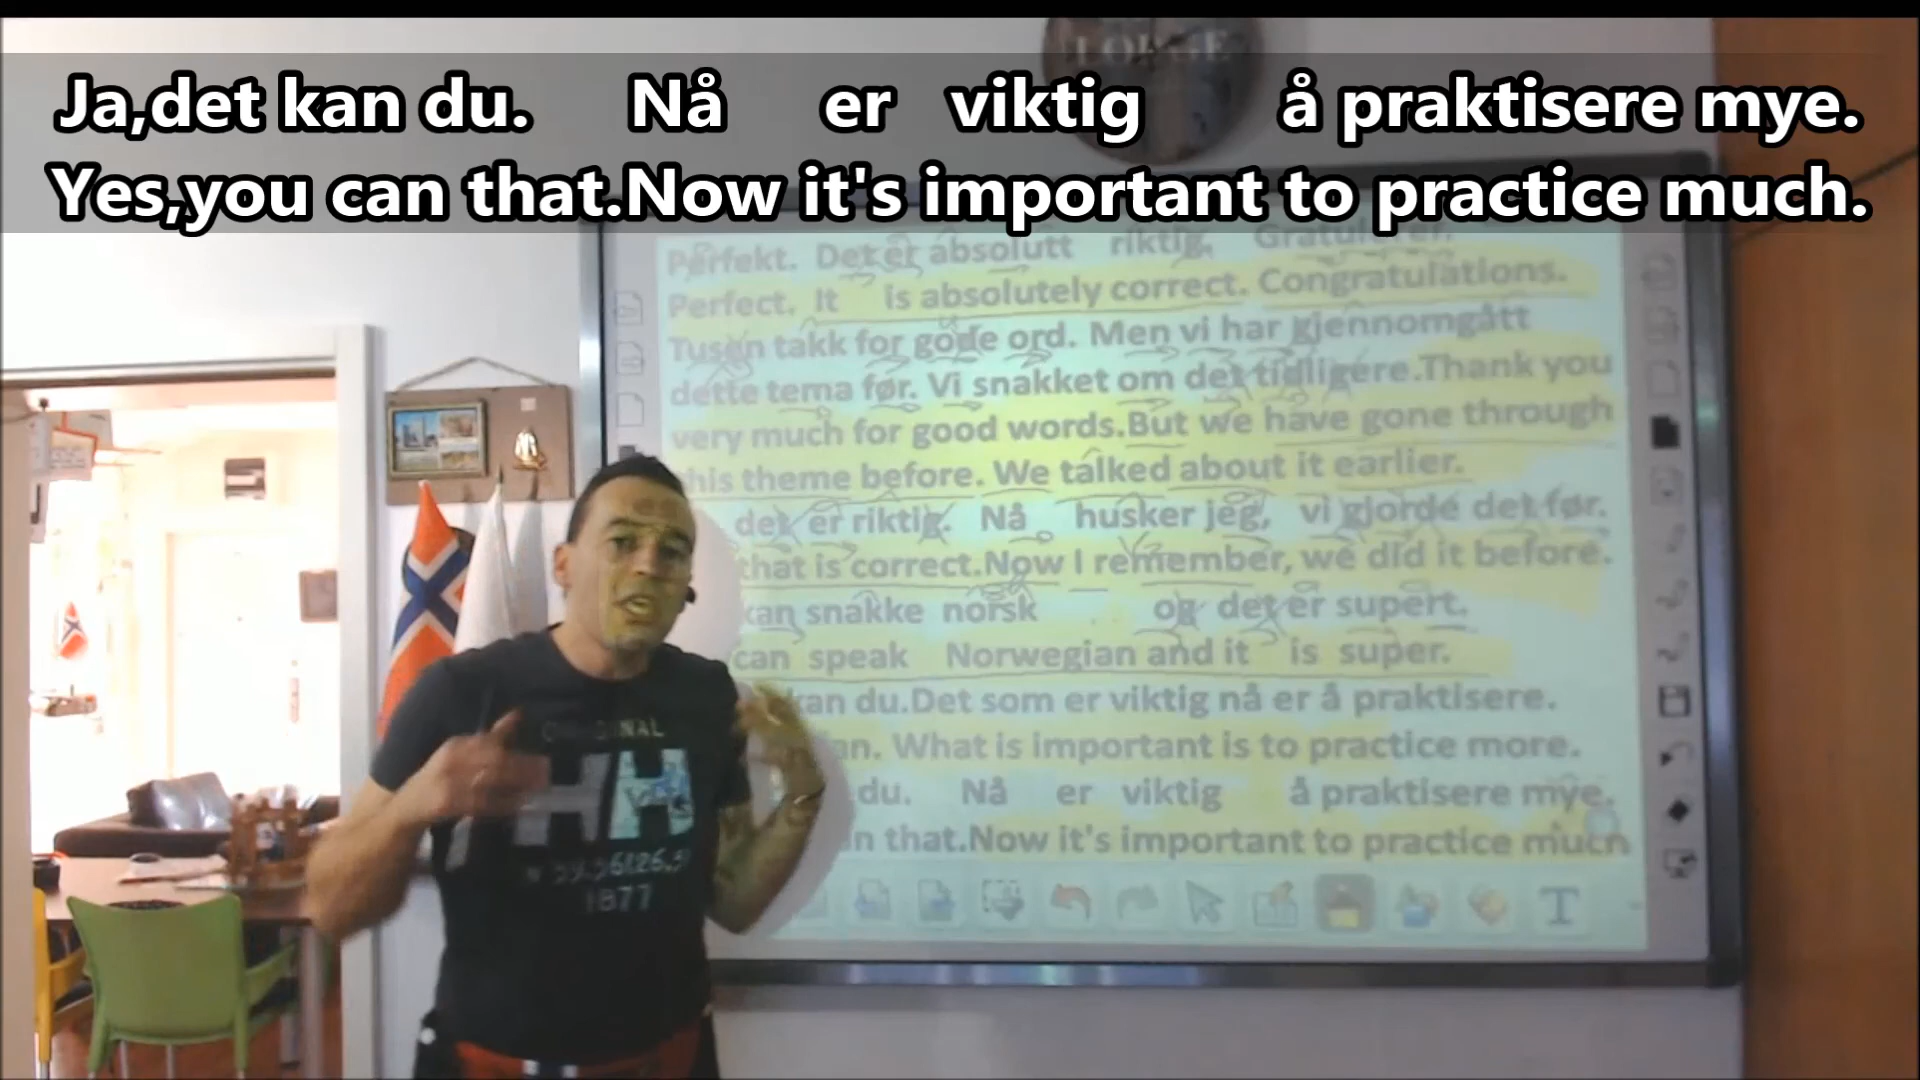 Ja,det kan du. Nå er viktig å praktisere mye.
Yes,you can that.Now it's important to practice much.
Perfekt. Det er absolutt riktig. Gratulerer.
Perfect. It is absolutely correct. Congratulations.
Tusen takk for gode ord. Men vi har gjennomgått
dette tema før. Vi snakket om det tidligere.Thank you
very much for good words.But we have gone through
his theme before. We talked about it earlier.
det er riktig. Nå husker jeg, vi gjorde det før.
that is correct.Now I remember, we did it before.
kan snakke norsk og det er supert.
can speak Norwegian and it is super.
kan du.Det som er viktig nå er å praktisere.
an. What is important is to practice more.
du. Nå er viktig å praktisere mye.
n that.Now it's important to practice much
NAL
HH
1877
T